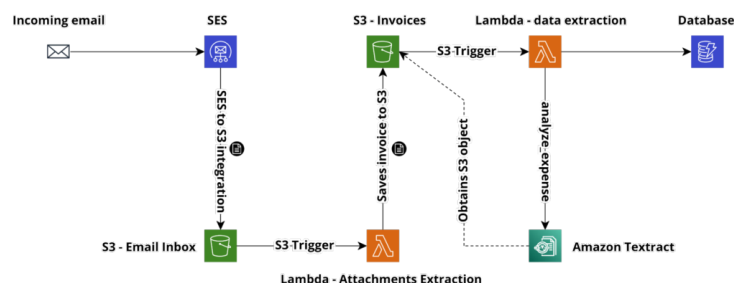 Incoming email
SES
S3 - Invoices
Lambda - data extraction
Database
S3 Trigger
SES to S3 integration
Saves invoice to S3
Obtains S3 object
analyze_expense
S3 - Email Inbox
S3 Trigger
Amazon Textract
Lambda - Attachments Extraction